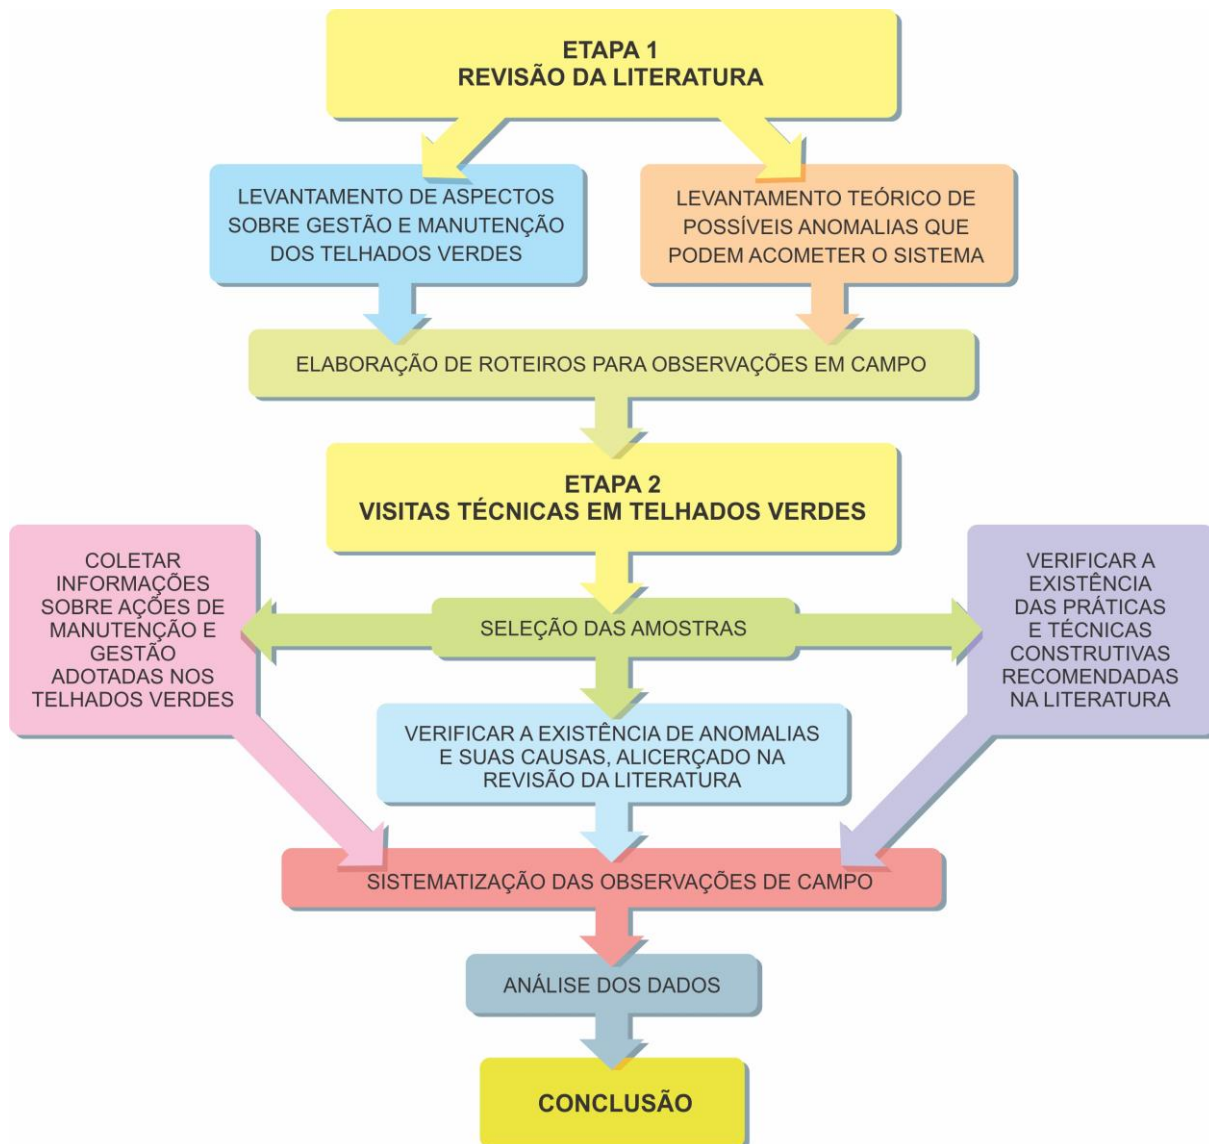 ETAPA 1
REVISÃO DA LITERATURA
LEVANTAMENTO DE ASPECTOS
SOBRE GESTÃO E MANUTENÇÃO
DOS TELHADOS VERDES
LEVANTAMENTO TEÓRICO DE
POSSÍVEIS ANOMALIAS QUE
PODEM ACOMETER O SISTEMA
ELABORAÇÃO DE ROTEIROS PARA OBSERVAÇÕES EM CAMPO
ETAPA 2
VISITAS TÉCNICAS EM TELHADOS VERDES
COLETAR
INFORMAÇÕES
SOBRE AÇÕES DE
MANUTENÇÃO E
GESTÃO
ADOTADAS NOS
TELHADOS VERDES
SELEÇÃO DAS AMOSTRAS
VERIFICAR A
EXISTÊNCIA
DAS PRÁTICAS
E TÉCNICAS
CONSTRUTIVAS
RECOMENDADAS
NA LITERATURA
VERIFICAR A EXISTÊNCIA DE ANOMALIAS
E SUAS CAUSAS, ALICERÇADO NA
REVISÃO DA LITERATURA
SISTEMATIZAÇÃO DAS OBSERVAÇÕES DE CAMPO
ANÁLISE DOS DADOS
CONCLUSÃO